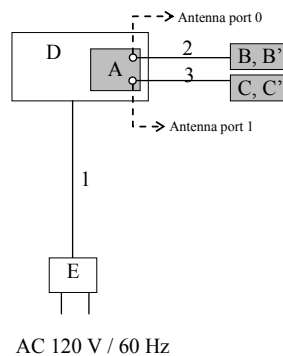 Antenna port 0
D
2
A
B, B'
3
C, C'
Antenna port 1
1
E
AC 120 V / 60 Hz